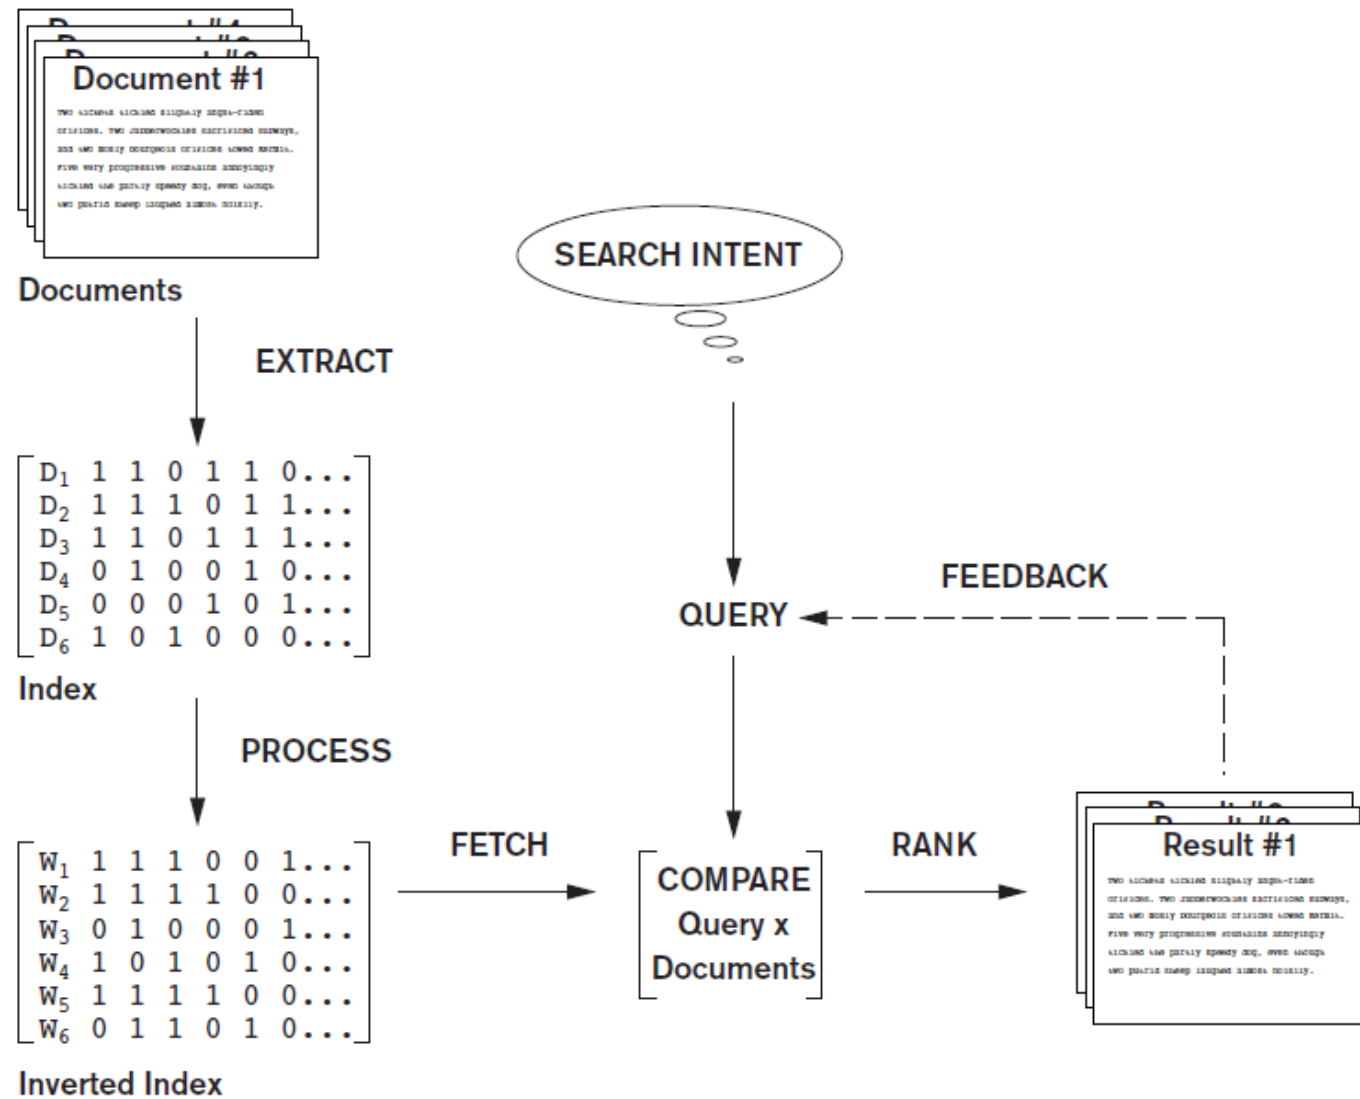 Document #1
Documents
EXTRACT
D1 1 1 0 1 1 0...
D2 1 1 1 0 1 1...
D3 1 1 0 1 1 1...
D4 0 1 0 0 1 0...
D5 0 0 0 1 0 1...
D6 1 0 1 0 0 0...
Index
PROCESS
W1 1 1 1 0 0 1...
W2 1 1 1 1 0 0...
W3 0 1 0 0 0 1...
W4 1 0 1 0 1 0...
W5 1 1 1 1 0 0...
W6 0 1 1 0 1 0...
Inverted Index
FETCH
SEARCH INTENT
QUERY
FEEDBACK
COMPARE
Query x
Documents
RANK
Result #1